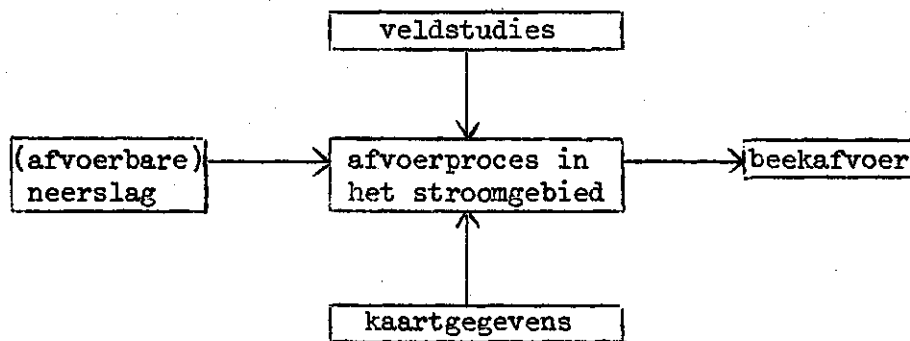 veldstudies
(afvoerbare)
neerslag
afvoerproces in
het stroomgebied
beekafvoer
kaartgegevens